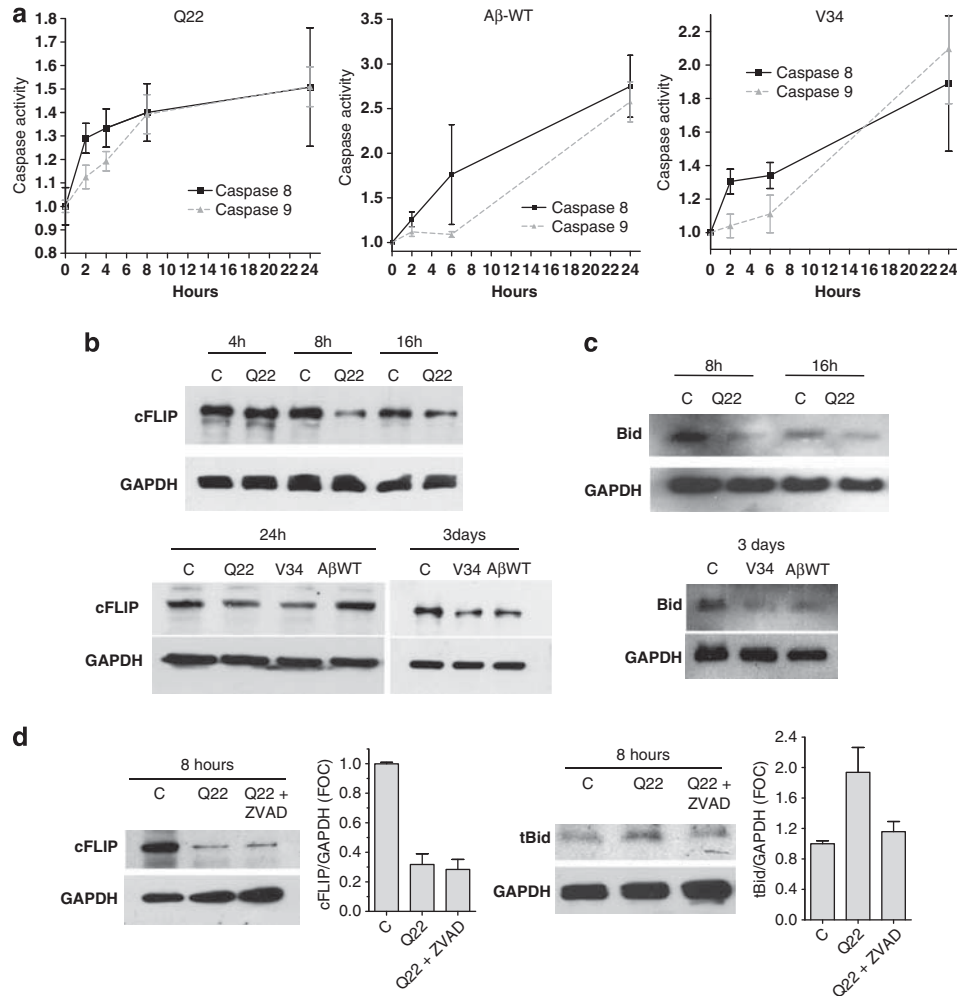 a
Q22
Caspase activity
1.8
1.7
1.6
1.5
1.4
1.3
1.2
1.1
1.0
0.9
0.8
Caspase 8
Caspase 9
0 2 4 6 8 10 12 14 16 18 20 22 24
Hours
Aβ-WT
Caspase activity
3.5
3.0
2.5
2.0
1.5
1.0
Caspase 8
Caspase 9
0 2 4 6 8 10 12 14 16 18 20 22 24
Hours
V34
Caspase activity
2.2
2.0
1.8
1.6
1.4
1.2
1.0
Caspase 8
Caspase 9
0 2 4 6 8 10 12 14 16 18 20 22 24
Hours
b
4h 8h 16h
C Q22 C Q22 C Q22
cFLIP
GAPDH
24h
C Q22 V34 AβWT
cFLIP
GAPDH
3days
C V34 AβWT
c
8h 16h
C Q22 C Q22
Bid
GAPDH
3 days
C V34 AβWT
Bid
GAPDH
d
8 hours
C Q22 Q22 +
ZVAD
cFLIP
GAPDH
cFLIP/GAPDH (FOC)
1.0
0.8
0.6
0.4
0.2
0.0
C
Q22
Q22 + ZVAD
8 hours
C Q22 Q22 +
ZVAD
tBid
GAPDH
tBid/GAPDH (FOC)
2.4
2.0
1.6
1.2
0.8
0.4
0.0
C
Q22
Q22 + ZVAD